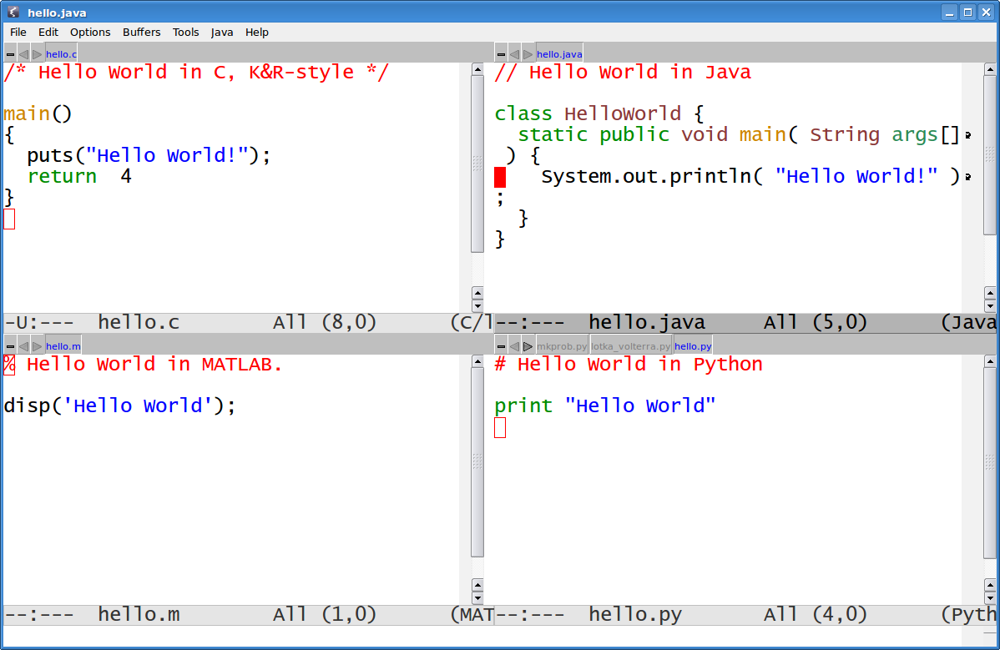 hello.java
File Edit Options Buffers Tools Java Help
hello.c
/* Hello World in C, K&R-style */
main()
{
  puts("Hello World!");
  return  4
}
-U:---  hello.c        All (8,0)      (C/l
hello.java
// Hello World in Java
class HelloWorld {
  static public void main( String args[]
 ) {
    System.out.println( "Hello World!" )
;
  }
}
--:---  hello.java     All (5,0)      (Java
hello.m
% Hello World in MATLAB.
disp('Hello World');
--:---  hello.m        All (1,0)      (MAT
mkprob.py lotka_volterra.py hello.py
# Hello World in Python
print "Hello World"
--:---  hello.py       All (4,0)      (Pyth